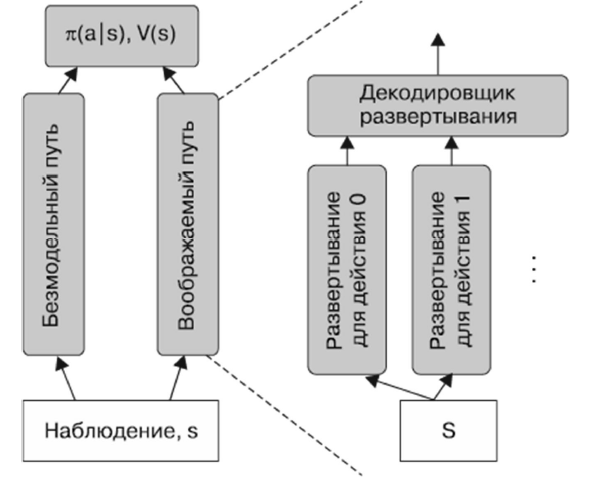 π(a|s), V(s)
Безмодельный путь
Воображаемый путь
Наблюдение, s
Декодировщик
развертывания
Развертывание
для действия 0
Развертывание
для действия 1
...
S